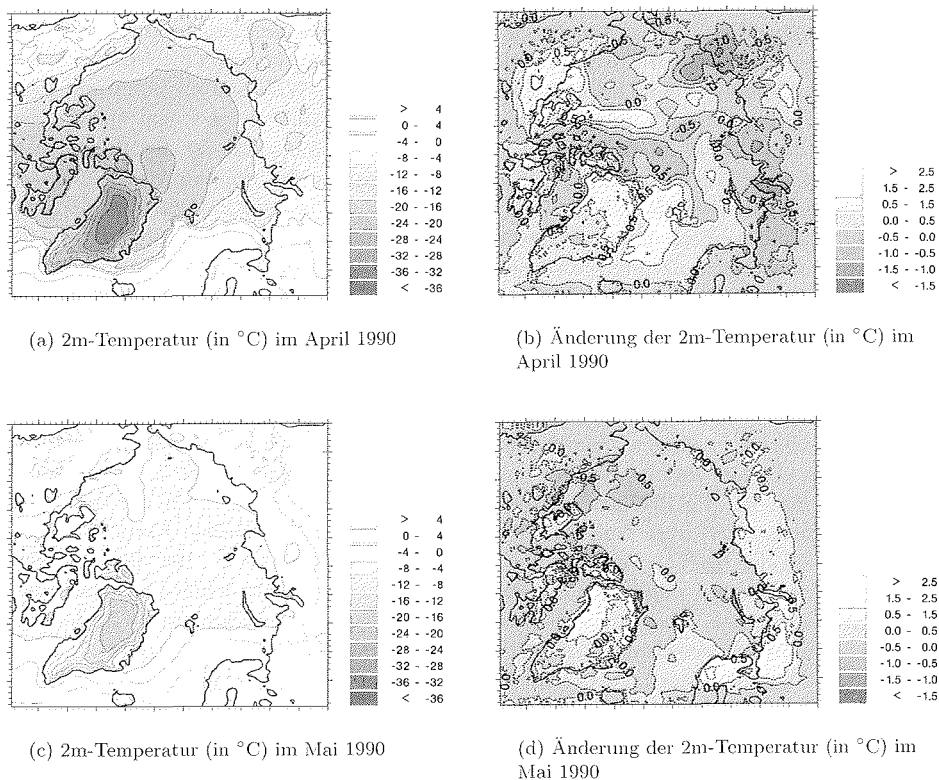 > 4
0 - 4
-4 - 0
-8 - -4
-12 - -8
-16 - -12
-20 - -16
-24 - -20
-28 - -24
-32 - -28
-36 - -32
< -36
(a) 2m-Temperatur (in °C) im April 1990
> 2.5
1.5 - 2.5
0.5 - 1.5
0.0 - 0.5
-0.5 - 0.0
-1.0 - -0.5
-1.5 - -1.0
< -1.5
(b) Änderung der 2m-Temperatur (in °C) im
April 1990
> 4
0 - 4
-4 - 0
-8 - -4
-12 - -8
-16 - -12
-20 - -16
-24 - -20
-28 - -24
-32 - -28
-36 - -32
< -36
(c) 2m-Temperatur (in °C) im Mai 1990
> 2.5
1.5 - 2.5
0.5 - 1.5
0.0 - 0.5
-0.5 - 0.0
-1.0 - -0.5
-1.5 - -1.0
< -1.5
(d) Änderung der 2m-Temperatur (in °C) im
Mai 1990